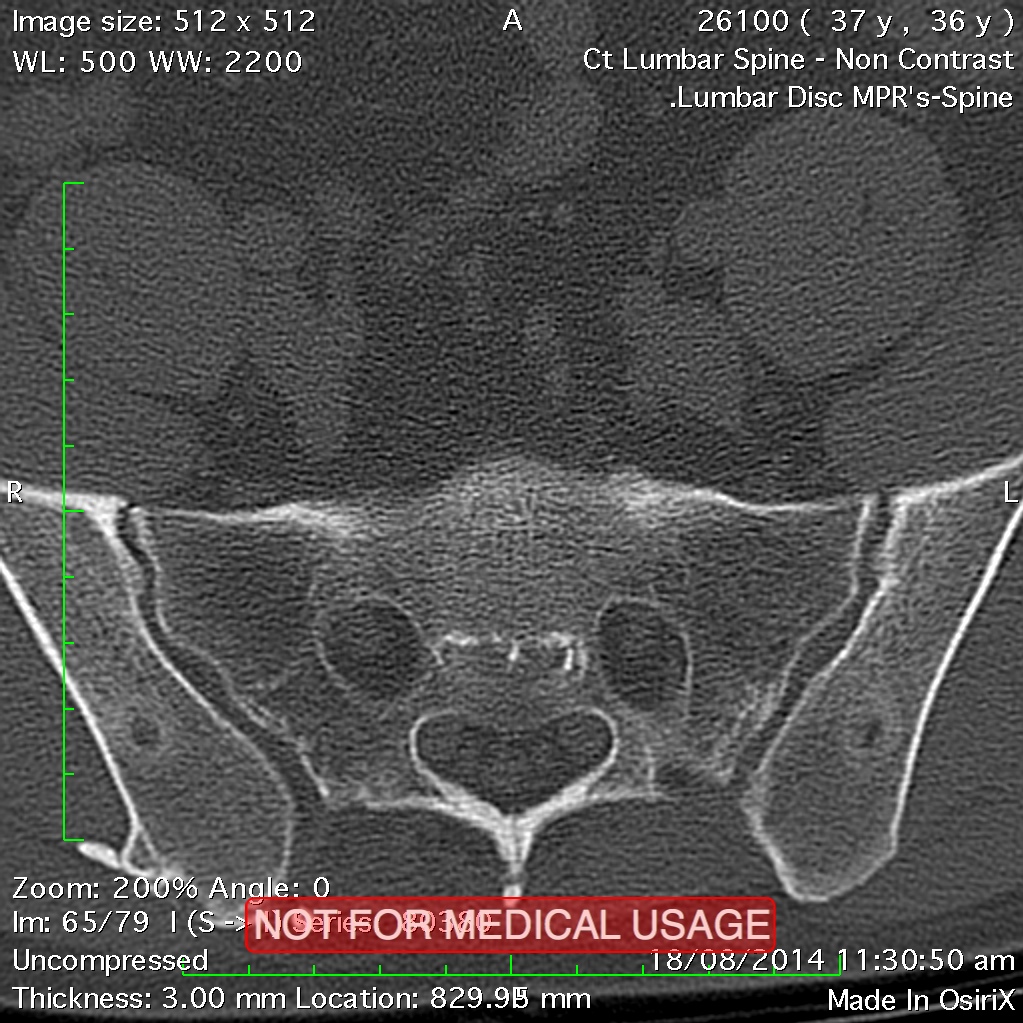 Image size: 512 x 512
WL: 500 WW: 2200
A
26100 ( 37 y , 36 y )
Ct Lumbar Spine - Non Contrast
.Lumbar Disc MPR's-Spine
R
L
Zoom: 200% Angle: 0
Im: 65/79 I (S -> I) Series: 80380
NOT FOR MEDICAL USAGE
Uncompressed
18/08/2014 11:30:50 am
Thickness: 3.00 mm Location: 829.95 mm
Made In OsiriX